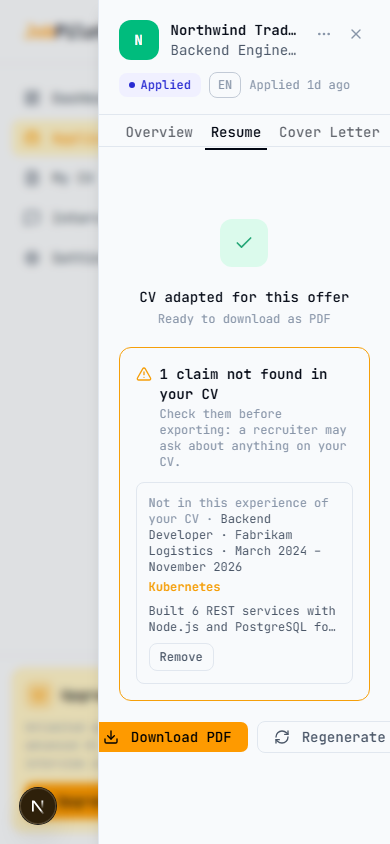 N
Northwind Trad…
Backend Engine…
Applied
EN
Applied 1d ago
Overview
Resume
Cover Letter
CV adapted for this offer
Ready to download as PDF
1 claim not found in
your CV
Check them before
exporting: a recruiter may
ask about anything on your
CV.
Not in this experience of
your CV · Backend
Developer · Fabrikam
Logistics · March 2024 –
November 2026
Kubernetes
Built 6 REST services with
Node.js and PostgreSQL fo…
Remove
Download PDF
Regenerate
N